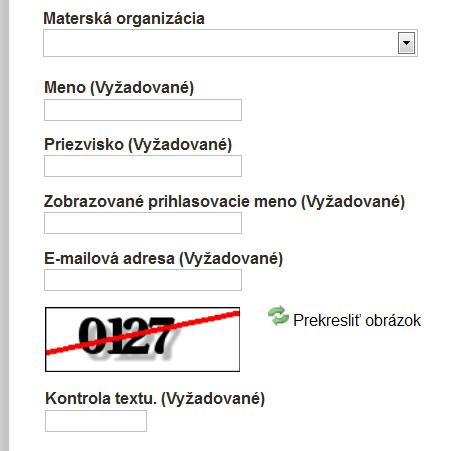 Materská organizácia
Meno (Vyžadované)
Priezvisko (Vyžadované)
Zobrazované prihlasovacie meno (Vyžadované)
E-mailová adresa (Vyžadované)
0127
Prekresliť obrázok
Kontrola textu. (Vyžadované)